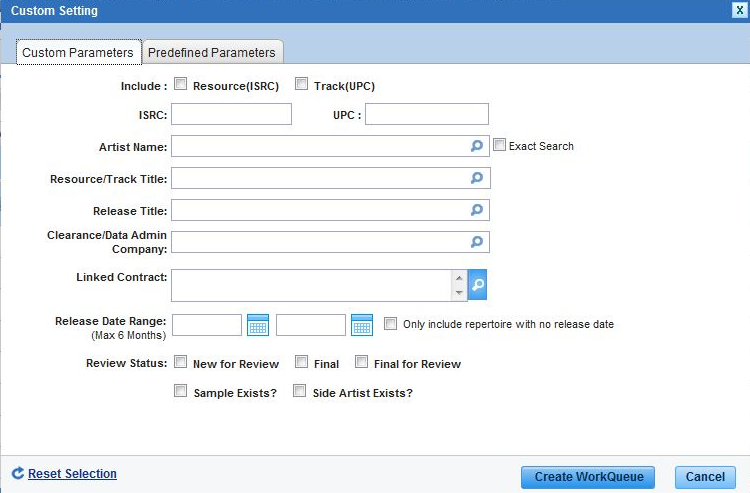 Custom Setting X
Custom Parameters Predefined Parameters
Include : Resource(ISRC) Track(UPC)
ISRC: UPC :
Artist Name: Exact Search
Resource/Track Title:
Release Title:
Clearance/Data Admin
Company:
Linked Contract:
Release Date Range: Only include repertoire with no release date
(Max 6 Months)
Review Status: New for Review Final Final for Review
Sample Exists? Side Artist Exists?
Reset Selection Create WorkQueue Cancel